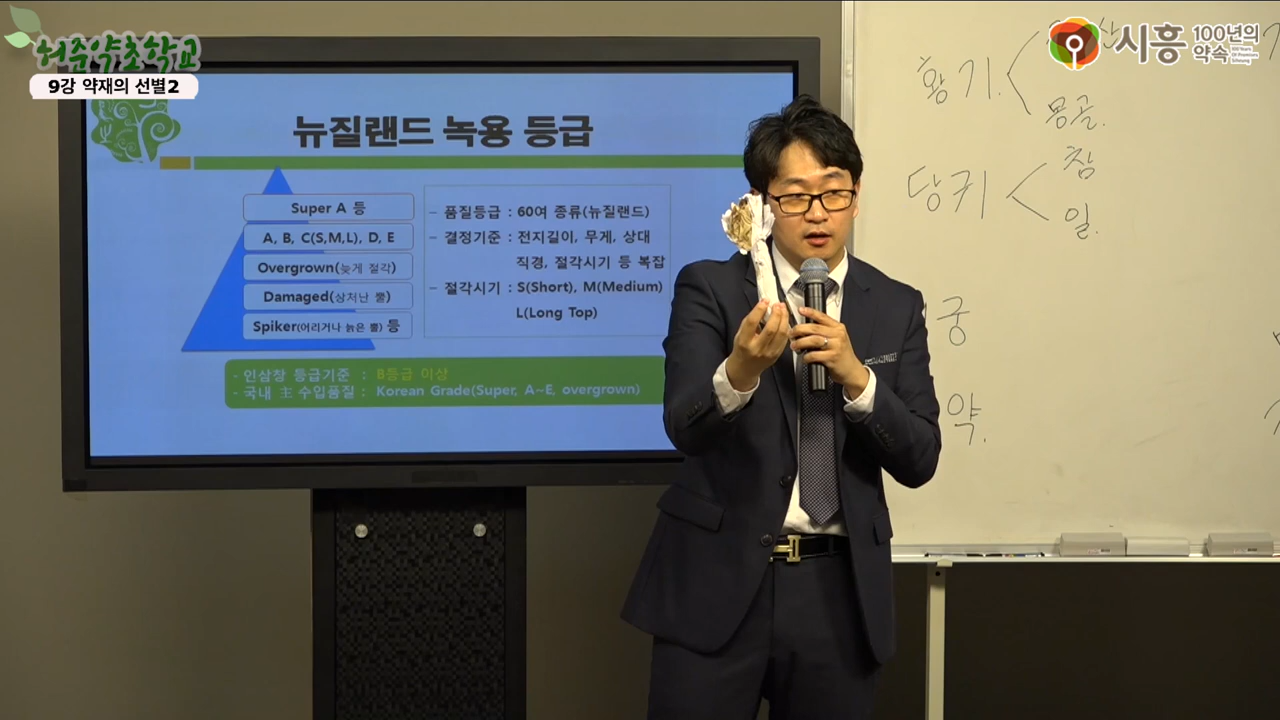 허준약초학교
9강 약재의 선별2
시흥 100년의 약속
뉴질랜드 녹용 등급
Super A 등
A, B, C(S,M,L), D, E
Overgrown(늦게 절각)
Damaged(상처난 뿔)
Spiker(어리거나 늙은 뿔) 등
- 품질등급 : 60여 종류(뉴질랜드)
- 결정기준 : 전지길이, 무게, 상대
직경, 절각시기 등 복잡
- 절각시기 : S(Short), M(Medium)
L(Long Top)
- 인삼장 등급기준 : B등급 이상
- 국내 主 수입품질 : Korean Grade(Super, A~E, overgrown)
황기
몽골.
당귀
참
일.
궁
약.